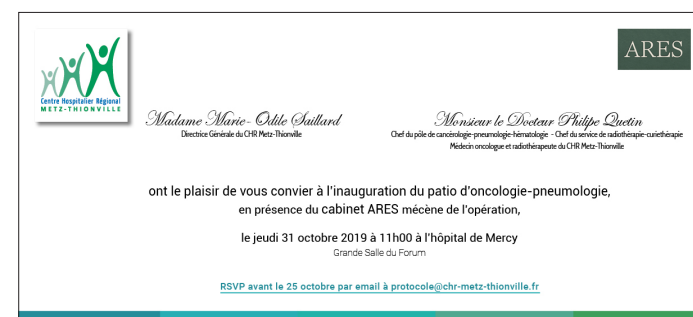 ARES
Centre Hospitalier Régional
METZ-THIONVILLE
Madame Marie-Odile Saillard
Directrice Générale du CHR Metz-Thionville
Monsieur le Docteur Philipe Quetin
Chef du pôle de cancérologie-pneumologie-hématologie - Chef du service de radiothérapie-curiethérapie
Médecin oncologue et radiothérapeute du CHR Metz-Thionville
ont le plaisir de vous convier à l'inauguration du patio d'oncologie-pneumologie,
en présence du cabinet ARES mécène de l'opération,
le jeudi 31 octobre 2019 à 11h00 à l'hôpital de Mercy
Grande Salle du Forum
RSVP avant le 25 octobre par email à protocole@chr-metz-thionville.fr